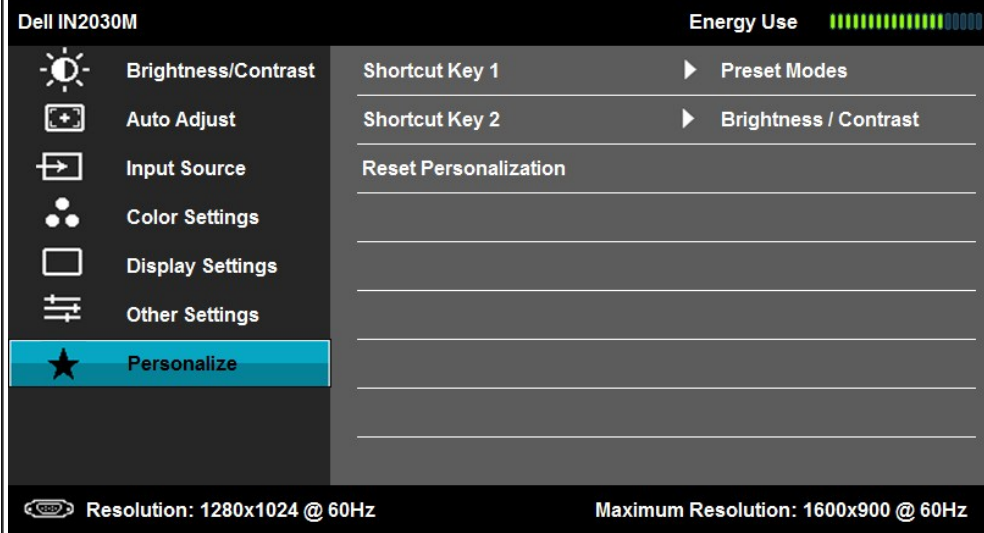 Dell IN2030M Energy Use
Brightness/Contrast Shortcut Key 1 Preset Modes
Auto Adjust Shortcut Key 2 Brightness / Contrast
Input Source Reset Personalization
Color Settings
Display Settings
Other Settings
Personalize
Resolution: 1280x1024 @ 60Hz Maximum Resolution: 1600x900 @ 60Hz